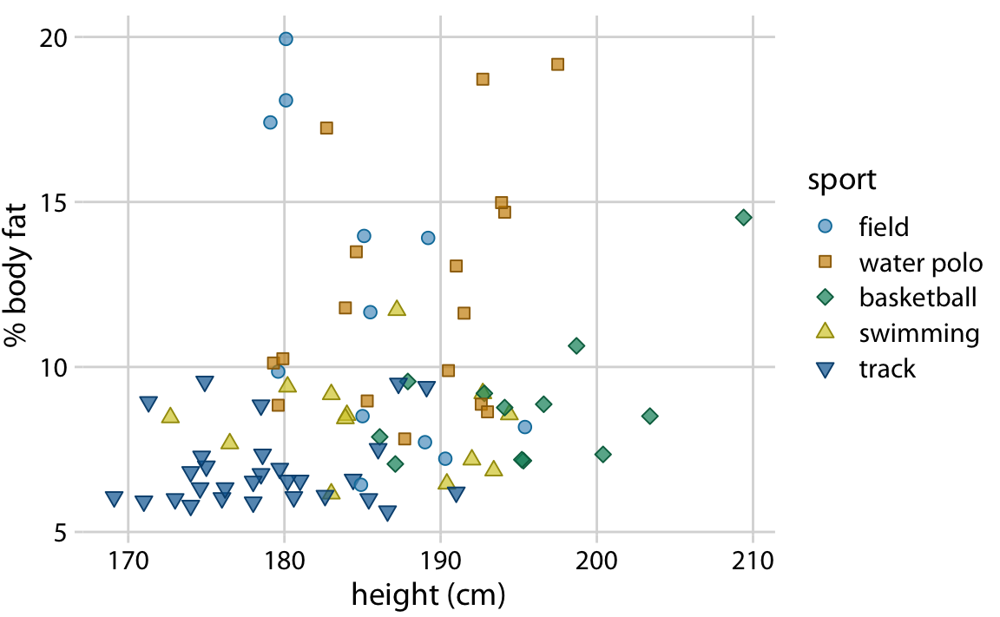 20
15
10
5
% body fat
170 180 190 200 210
height (cm)
sport
field
water polo
basketball
swimming
track